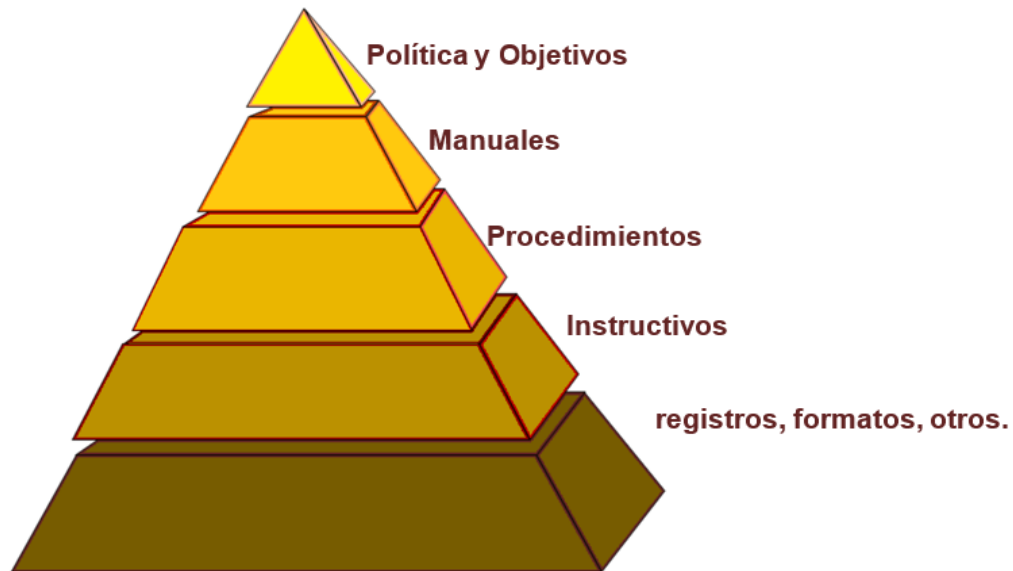 Política y Objetivos
Manuales
Procedimientos
Instructivos
registros, formatos, otros.